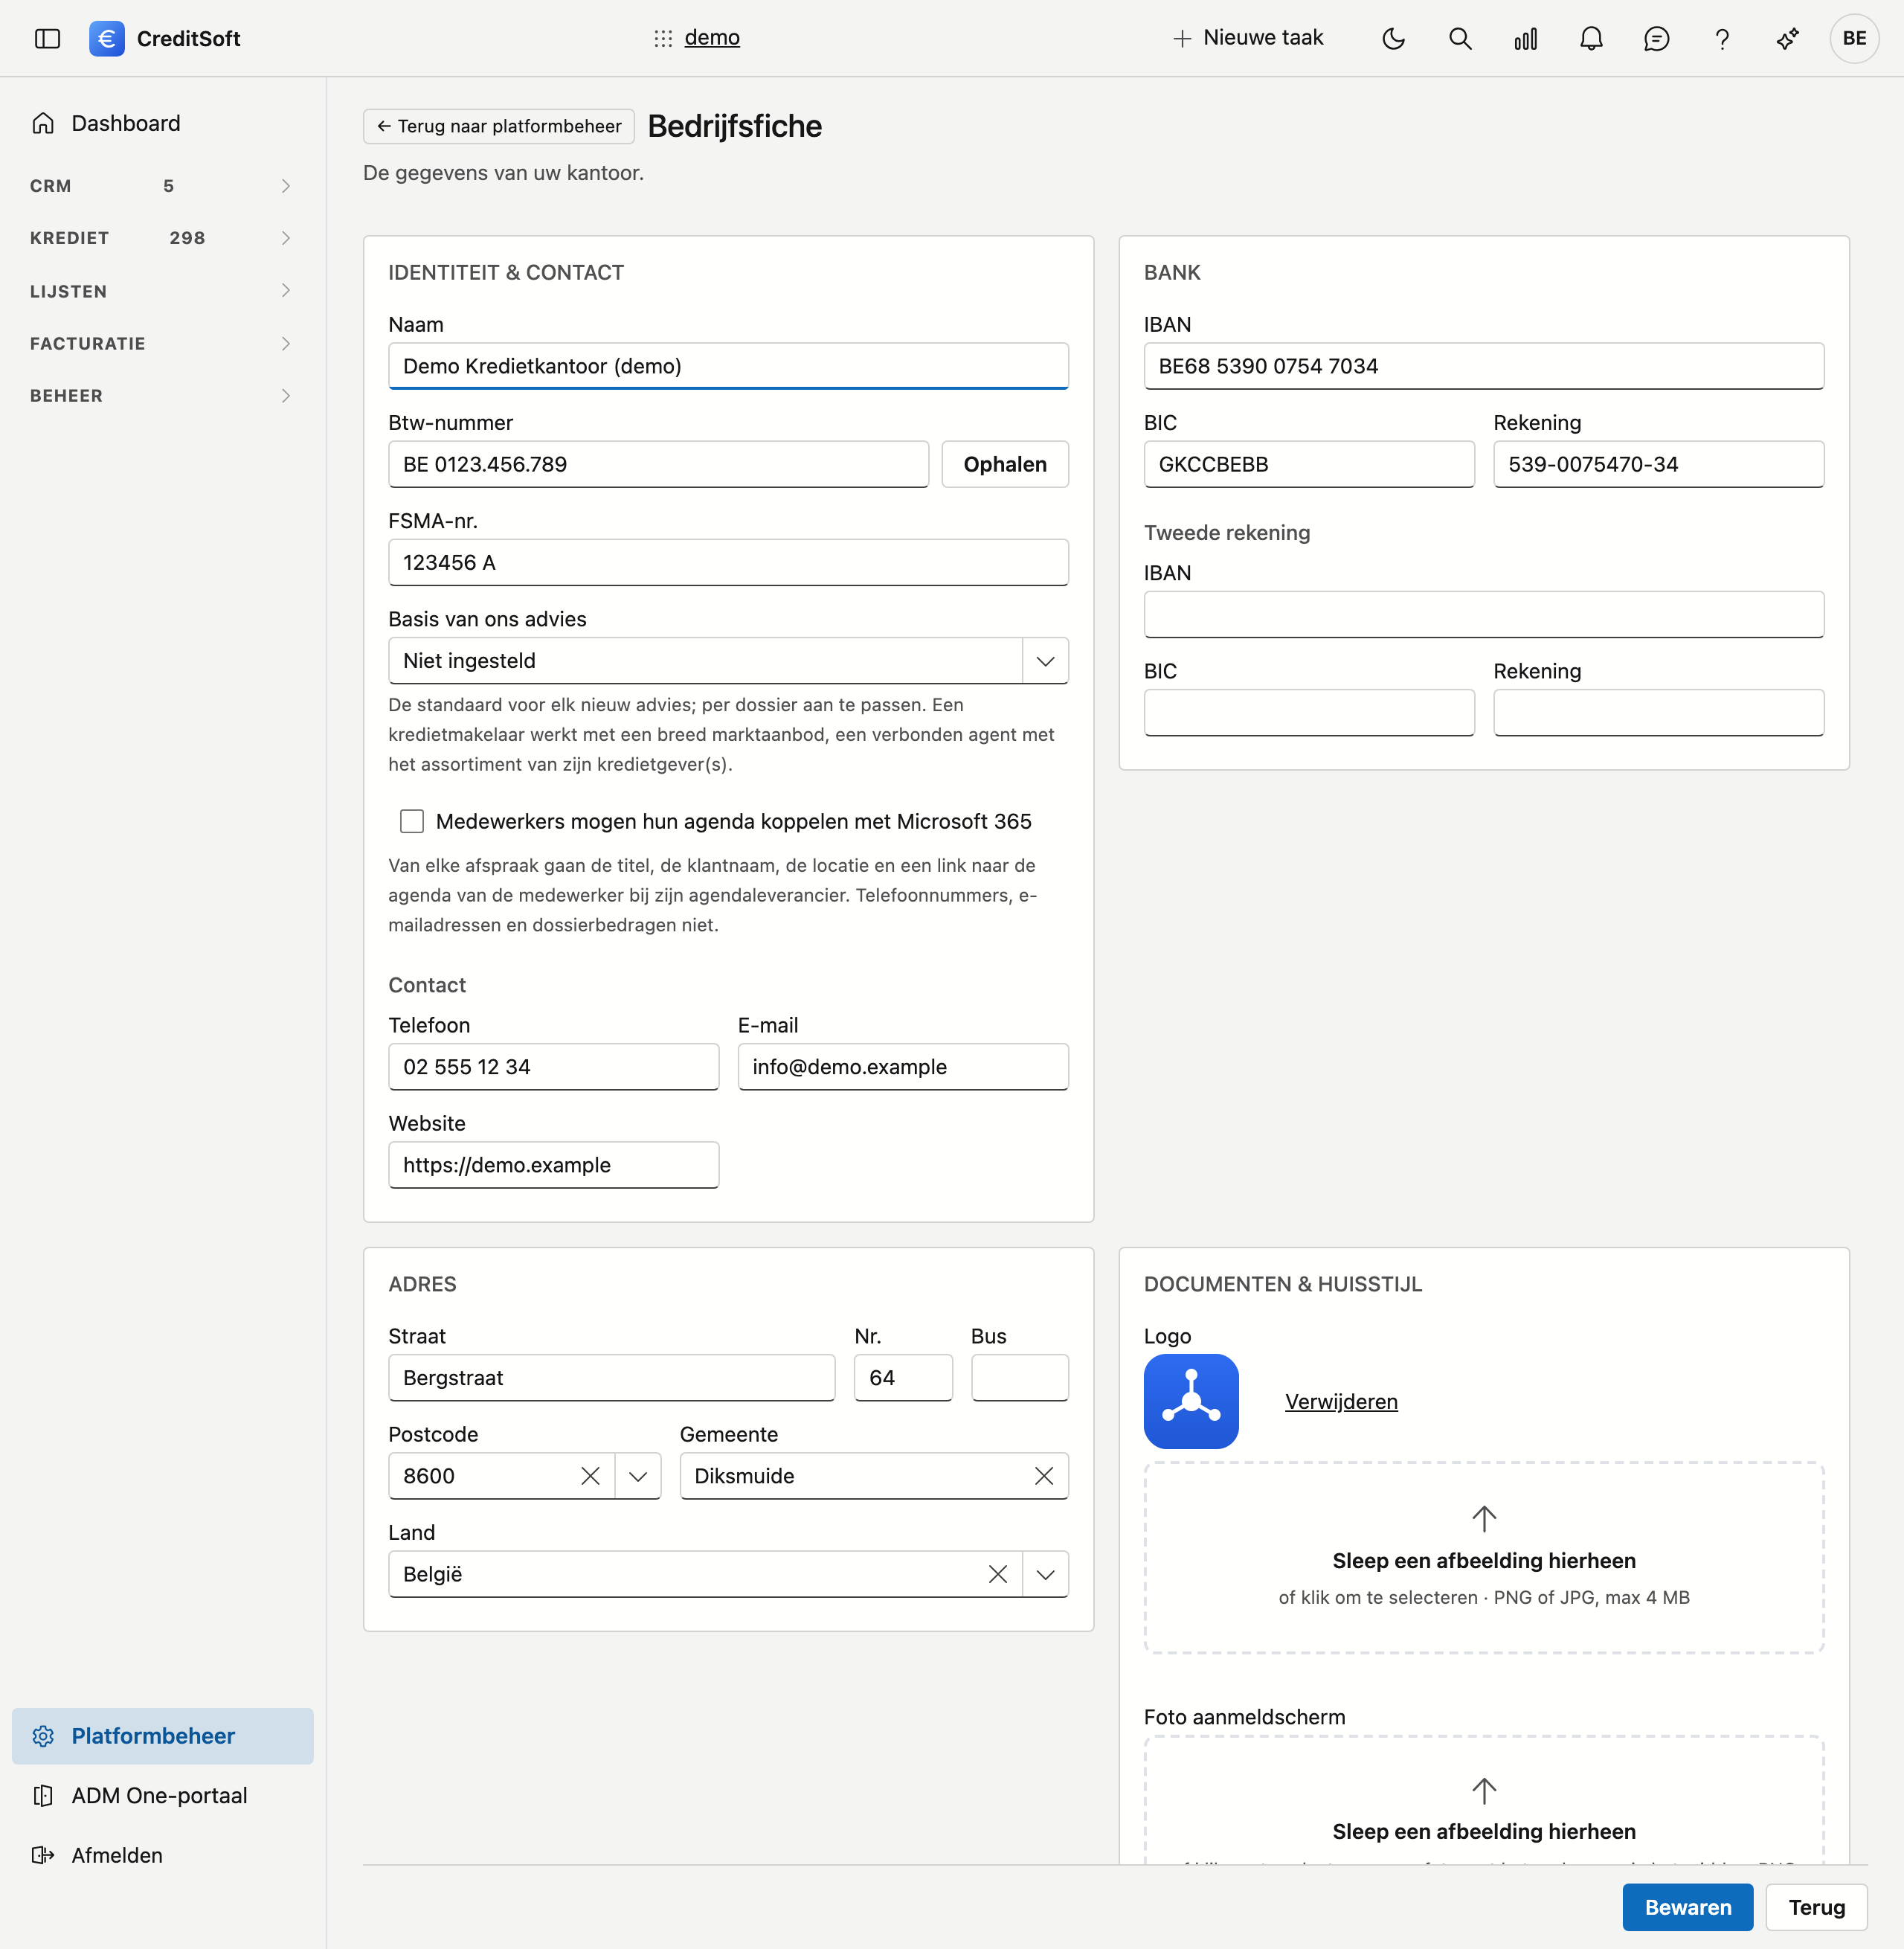 CreditSoft
demo
Nieuwe taak
BE
Dashboard
CRM 5
KREDIET 298
LIJSTEN
FACTURATIE
BEHEER
Platformbeheer
ADM One-portaal
Afmelden
← Terug naar platformbeheer
Bedrijfsfiche
De gegevens van uw kantoor.
IDENTITEIT & CONTACT
Naam
Demo Kredietkantoor (demo)
Btw-nummer
BE 0123.456.789
Ophalen
FSMA-nr.
123456 A
Basis van ons advies
Niet ingesteld
De standaard voor elk nieuw advies; per dossier aan te passen. Een
kredietmakelaar werkt met een breed marktaanbod, een verbonden agent met
het assortiment van zijn kredietgever(s).
Medewerkers mogen hun agenda koppelen met Microsoft 365
Van elke afspraak gaan de titel, de klantnaam, de locatie en een link naar de
agenda van de medewerker bij zijn agendaleverancier. Telefoonnummers, e-
mailadressen en dossierbedragen niet.
Contact
Telefoon
02 555 12 34
E-mail
info@demo.example
Website
https://demo.example
BANK
IBAN
BE68 5390 0754 7034
BIC
GKCCBEBB
Rekening
539-0075470-34
Tweede rekening
IBAN
BIC
Rekening
ADRES
Straat
Bergstraat
Nr.
64
Bus
Postcode
8600
Gemeente
Diksmuide
Land
België
DOCUMENTEN & HUISSTIJL
Logo
Verwijderen
Sleep een afbeelding hierheen
of klik om te selecteren · PNG of JPG, max 4 MB
Foto aanmeldscherm
Sleep een afbeelding hierheen
Bewaren
Terug